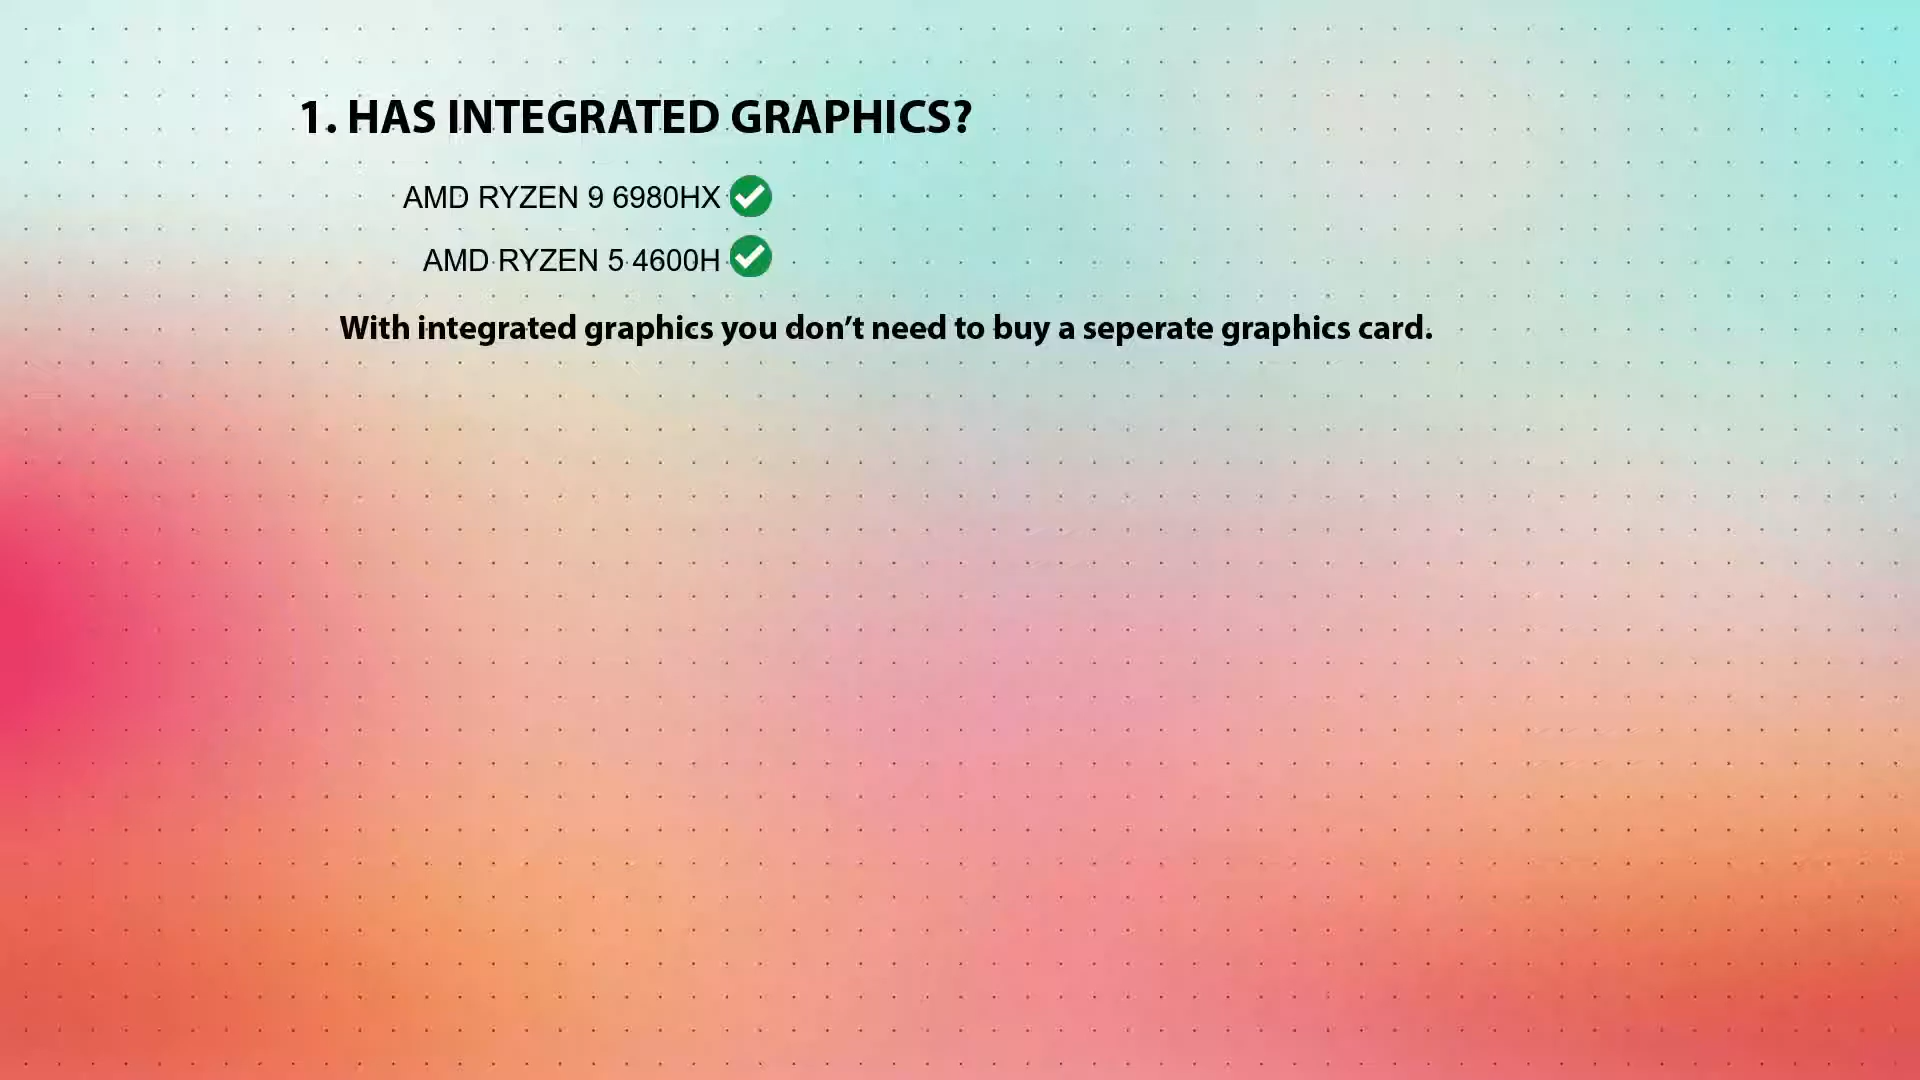 1. HAS INTEGRATED GRAPHICS?
AMD RYZEN 9 6980HX
AMD RYZEN 5 4600H
With integrated graphics you don’t need to buy a seperate graphics card.